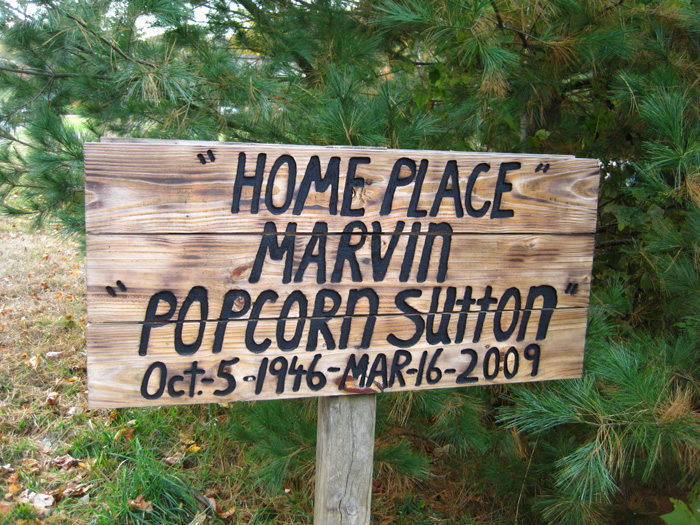 "HOME PLACE"
MARVIN
"POPCORN Sutton"
Oct.-5-1946-MAR-16-2009